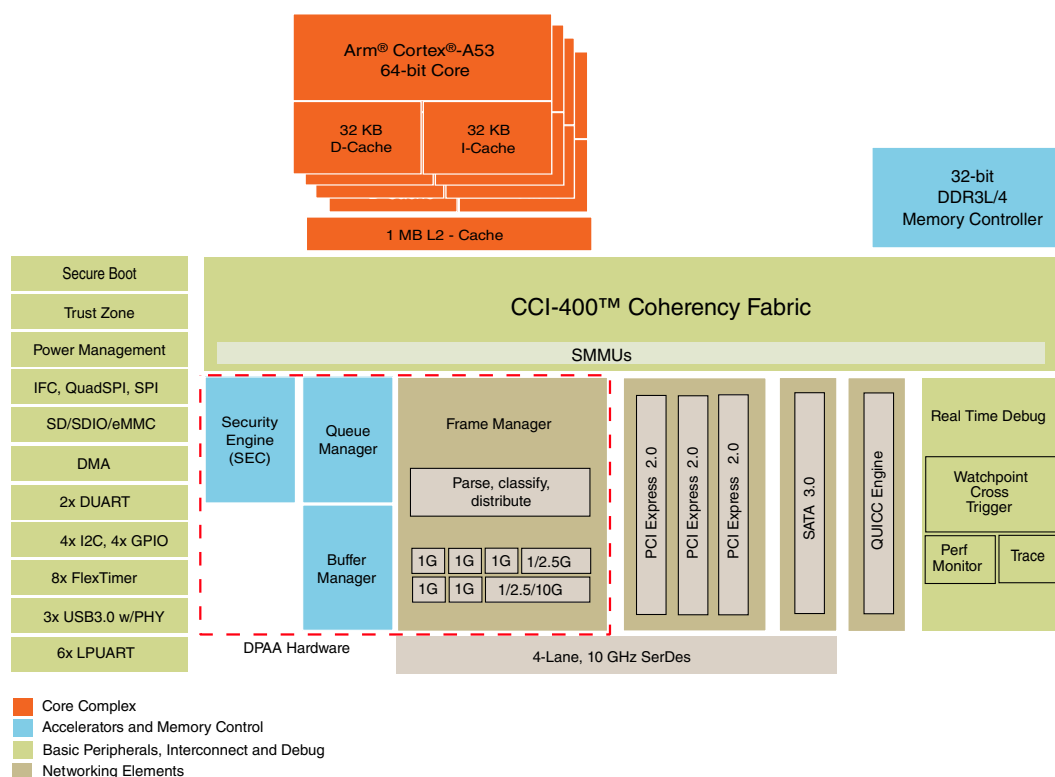 Arm® Cortex®-A53
64-bit Core
32 KB
D-Cache
32 KB
I-Cache
1 MB L2 - Cache
32-bit
DDR3L/4
Memory Controller
Secure Boot
Trust Zone
Power Management
IFC, QuadSPI, SPI
SD/SDIO/eMMC
DMA
2x DUART
4x I2C, 4x GPIO
8x FlexTimer
3x USB3.0 w/PHY
6x LPUART
CCI-400™ Coherency Fabric
SMMUs
Security
Engine
(SEC)
Queue
Manager
Buffer
Manager
Frame Manager
Parse, classify,
distribute
1G
1G
1G
1/2.5G
1G
1G
1/2.5/10G
DPAA Hardware
PCI Express 2.0
PCI Express 2.0
PCI Express 2.0
SATA 3.0
QUICC Engine
Real Time Debug
Watchpoint
Cross
Trigger
Perf
Monitor
Trace
4-Lane, 10 GHz SerDes
Core Complex
Accelerators and Memory Control
Basic Peripherals, Interconnect and Debug
Networking Elements